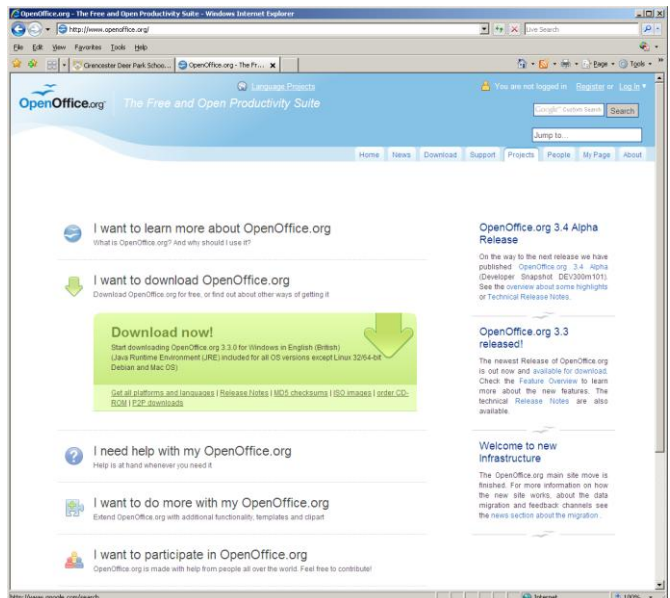 OpenOffice.org - The Free and Open Productivity Suite - Windows Internet Explorer
http://www.openoffice.org/
Live Search
File Edit View Favorites Tools Help
Cirencester Deer Park Schoo...
OpenOffice.org - The Fr...
Page
Tools
OpenOffice.org
The Free and Open Productivity Suite
Language Projects
You are not logged in Register or Log in
Google™ Custom Search
Search
Jump to...
Home News Download Support Projects People My Page About
I want to learn more about OpenOffice.org
What is OpenOffice.org? And why should I use it?
I want to download OpenOffice.org
Download OpenOffice.org for free, or find out about other ways of getting it
Download now!
Start downloading OpenOffice.org 3.3.0 for Windows in English (British)
(Java Runtime Environment (JRE) included for all OS versions except Linux 32/64-bit
Debian and Mac OS)
Get all platforms and languages | Release Notes | MD5 checksums | ISO images | order CD-
ROM | P2P downloads
I need help with my OpenOffice.org
Help is at hand whenever you need it
I want to do more with my OpenOffice.org
Extend OpenOffice.org with additional functionality, templates and clipart
I want to participate in OpenOffice.org
OpenOffice.org is made with help from people all over the world. Feel free to contribute!
OpenOffice.org 3.4 Alpha
Release
On the way to the next release we have
published OpenOffice.org 3.4 Alpha
(Developer Snapshot DEV300m101).
See the overview about some highlights
or Technical Release Notes.
OpenOffice.org 3.3
released!
The newest Release of OpenOffice.org
is out now and available for download.
Check the Feature Overview to learn
more about the new features. The
technical Release Notes are also
available.
Welcome to new
Infrastructure
The OpenOffice.org main site move is
finished. For more information on how
the new site works, about the data
migration and feedback channels see
the news section about the migration.
http://www.google.com/search
Internet
100%